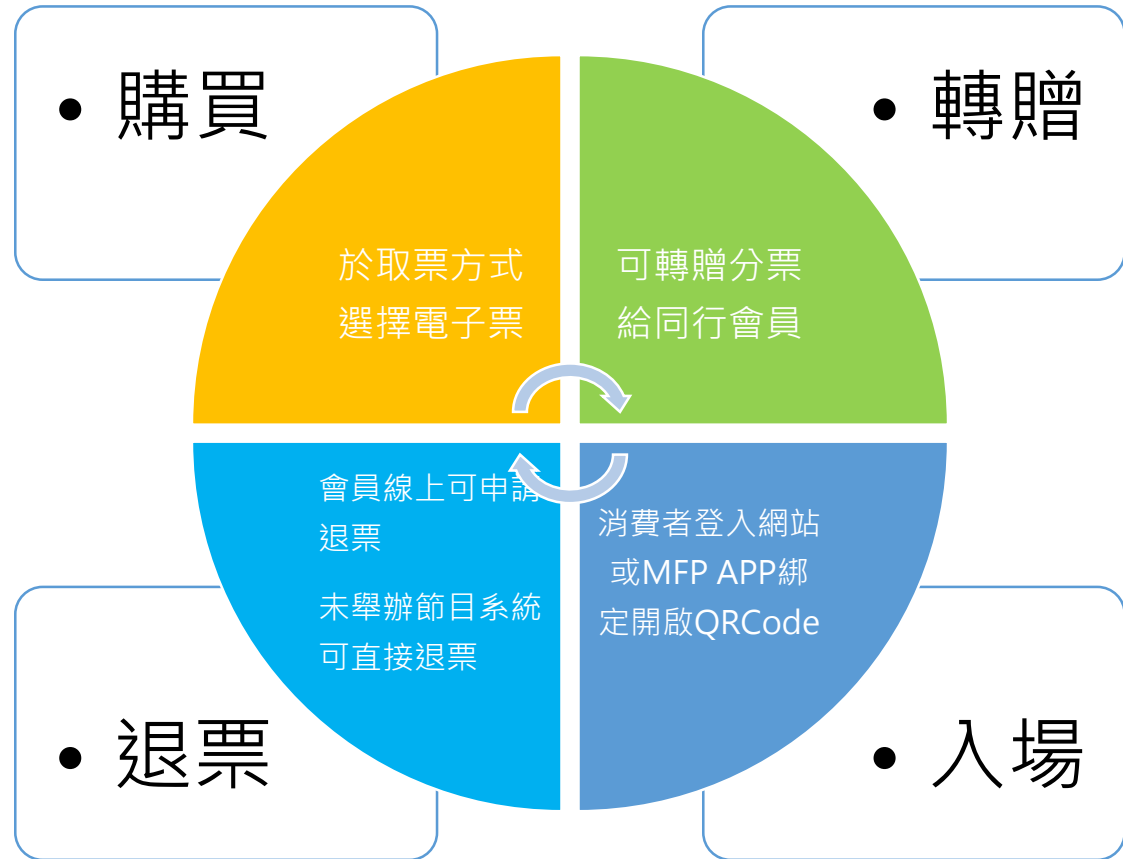 • 購買
• 轉贈
於取票方式
選擇電子票
可轉贈分票
給同行會員
會員線上可申請
退票
未舉辦節目系統
可直接退票
消費者登入網站
或MFP APP綁
定開啟QRCode
• 退票
• 入場